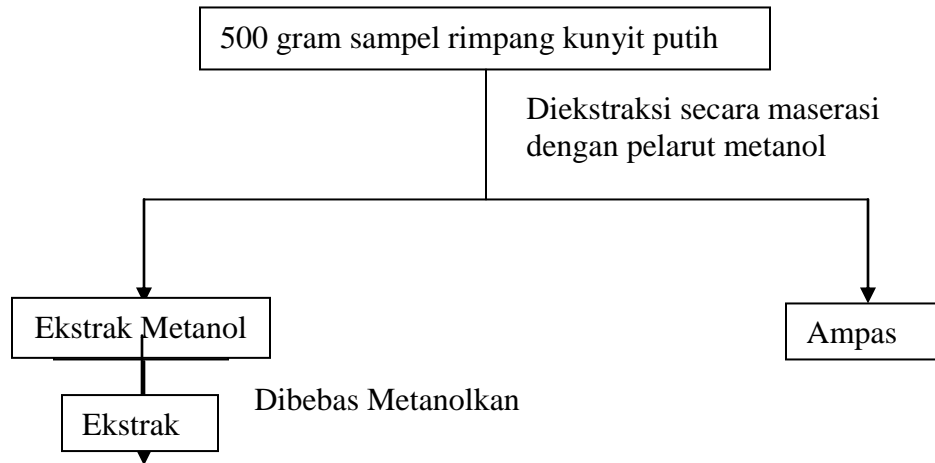 500 gram sampel rimpang kunyit putih
Diekstraksi secara maserasi
dengan pelarut metanol
Ekstrak Metanol
Ampas
Dibebas Metanolkan
Ekstrak